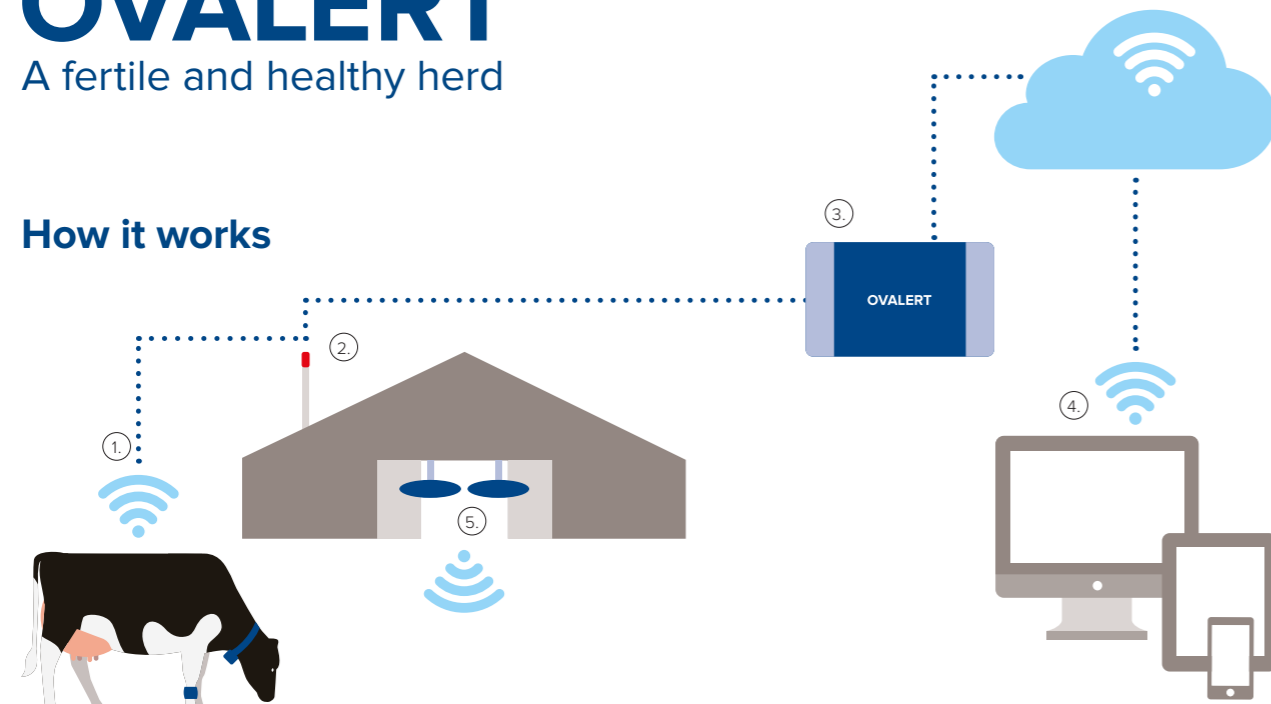 OVALERT
A fertile and healthy herd
How it works
3.
OVALERT
2.
4.
1.
5.